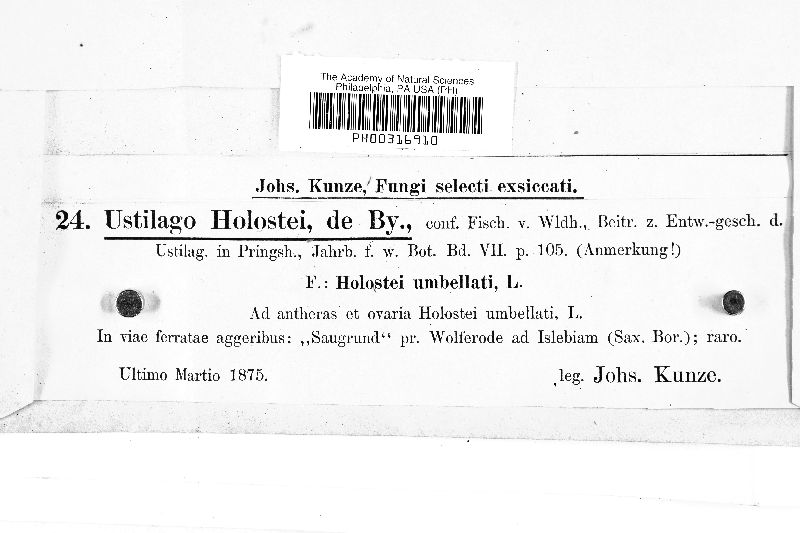 The Academy of Natural Sciences
Philadelphia, PA USA (PH)
PH00316910
Johs. Kunze, Fungi selecti exsiccati.
24. Ustilago Holostei, de By., conf. Fisch. v. Wldh., Beitr. z. Entw.-gesch. d.
Ustilag. in Pringsh., Jahrb. f. w. Bot. Bd. VII. p. 105. (Anmerkung!)
F.: Holostei umbellati, L.
Ad antheras et ovaria Holostei umbellati, L.
In viae ferratae aggeribus: „Saugrund“ pr. Wolferode ad Islebiam (Sax. Bor.); raro.
Ultimo Martio 1875. leg. Johs. Kunze.